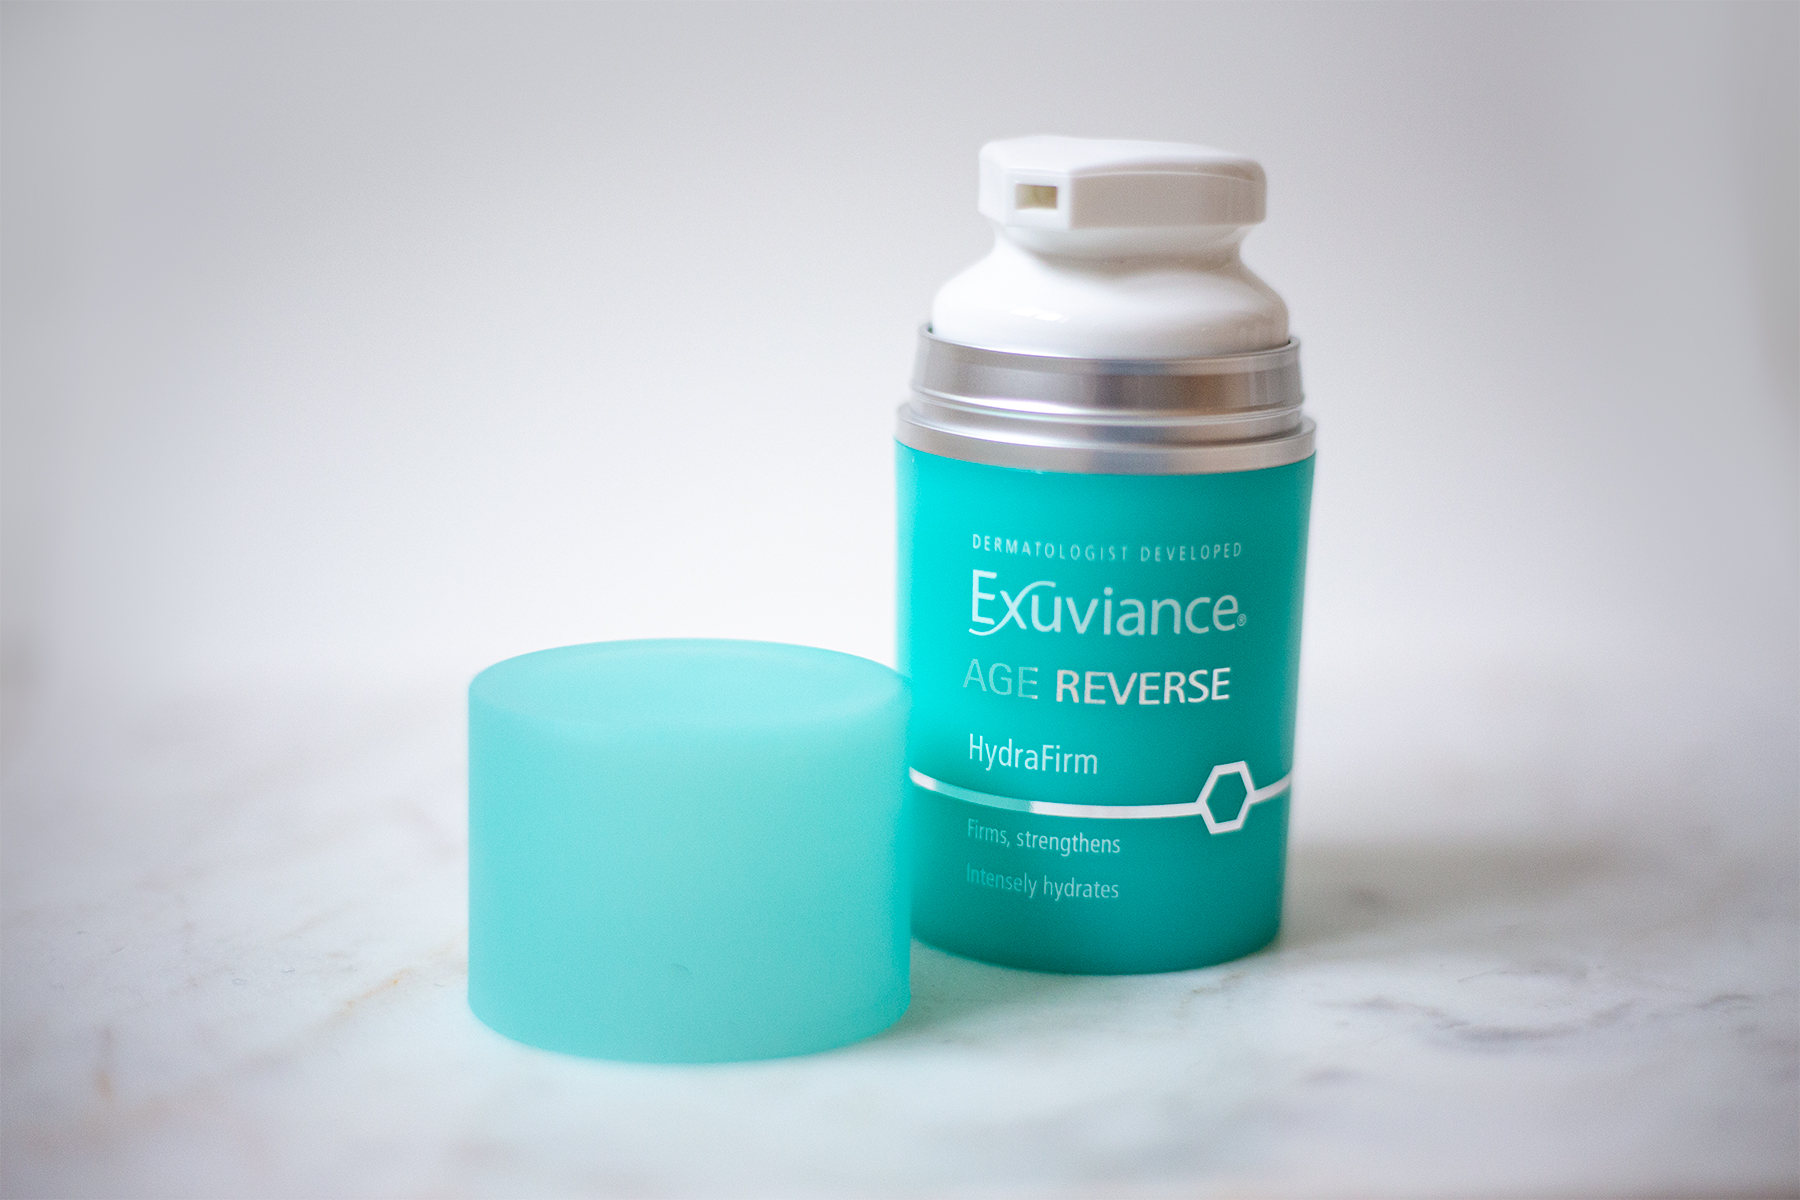 DERMATOLOGIST DEVELOPED
Exuviance®
AGE REVERSE
HydraFirm
Firms, strengthens
Intensely hydrates